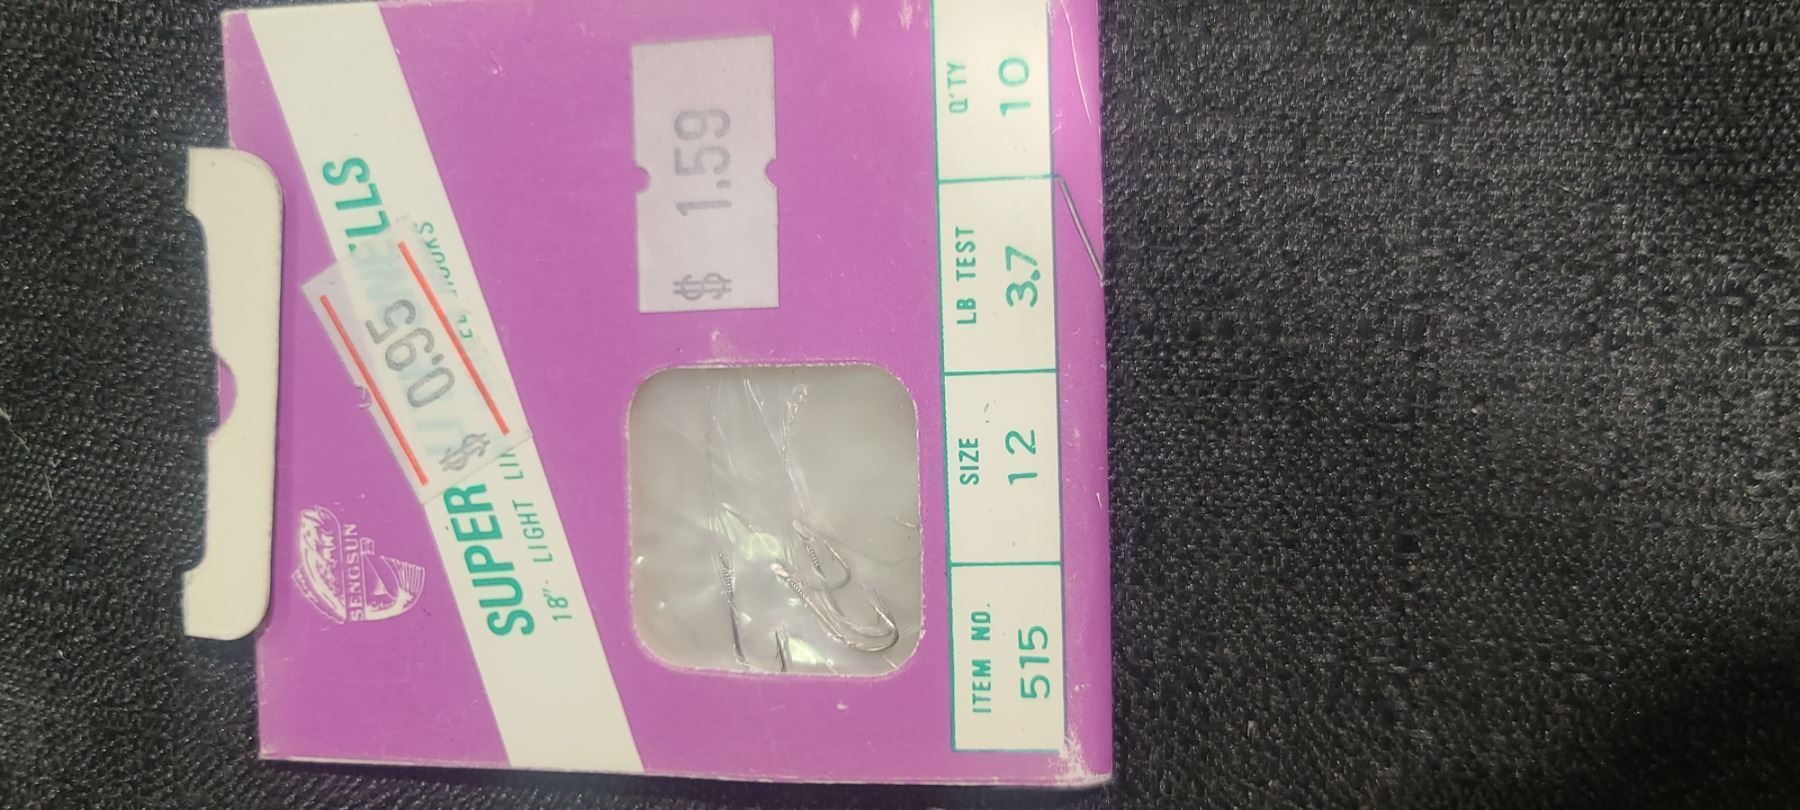 SENGSUN
SUPER
$ 0.95
18" LIGHT
$ 1.59
ITEM NO. SIZE LB TEST Q'TY
515 12 3.7 10